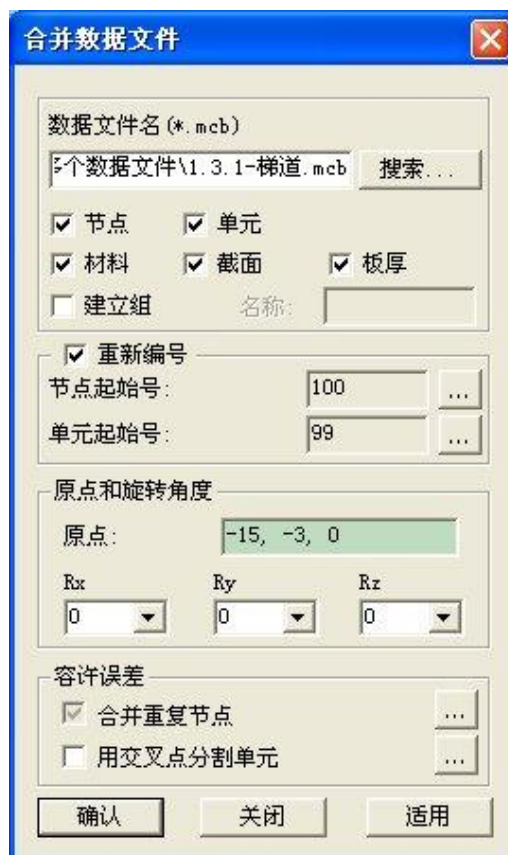 合并数据文件
数据文件名(*.mcb)
个数据文件\1.3.1-梯道.mcb 搜索...
节点 单元
材料 截面 板厚
建立组 名称:
重新编号
节点起始号: 100 ...
单元起始号: 99 ...
原点和旋转角度
原点: -15, -3, 0
Rx Ry Rz
0 0 0
容许误差
合并重复节点 ...
用交叉点分割单元 ...
确认 关闭 适用